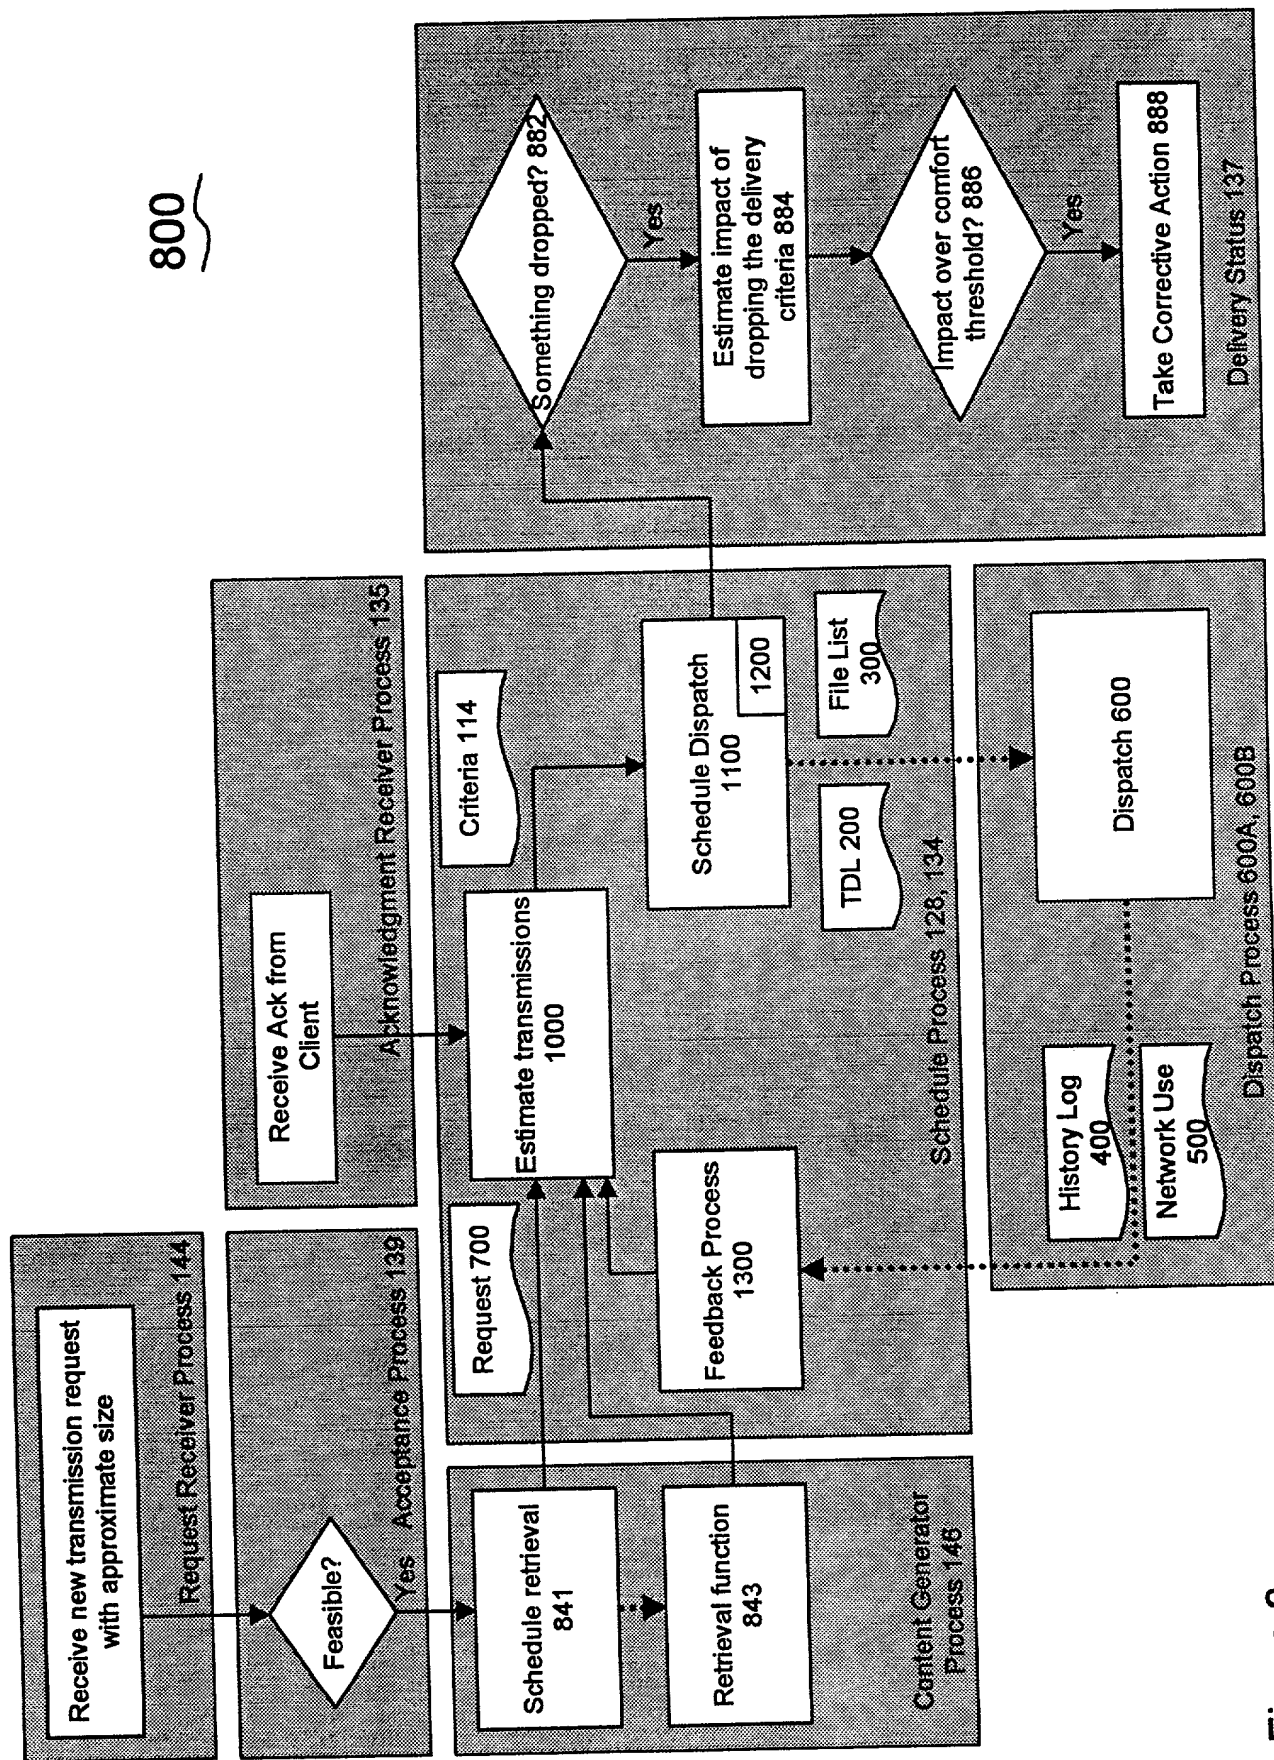 800
Receive new transmission request
with approximate size
Request Receiver Process 144
Feasible?
Yes
Acceptance Process 139
Schedule retrieval
841
Retrieval function
843
Content Generator
Process 146
Receive Ack from
Client
Acknowledgment Receiver Process 135
Request 700
Estimate transmissions
1000
Criteria 114
Feedback Process
1300
Schedule Dispatch
1100
1200
TDL 200
File List
300
Schedule Process 128, 134
History Log
400
Network Use
500
Dispatch 600
Dispatch Process 600A, 600B
Something dropped? 882
Yes
Estimate impact of
dropping the delivery
criteria 884
Impact over comfort
threshold? 886
Yes
Take Corrective Action 888
Delivery Status 137